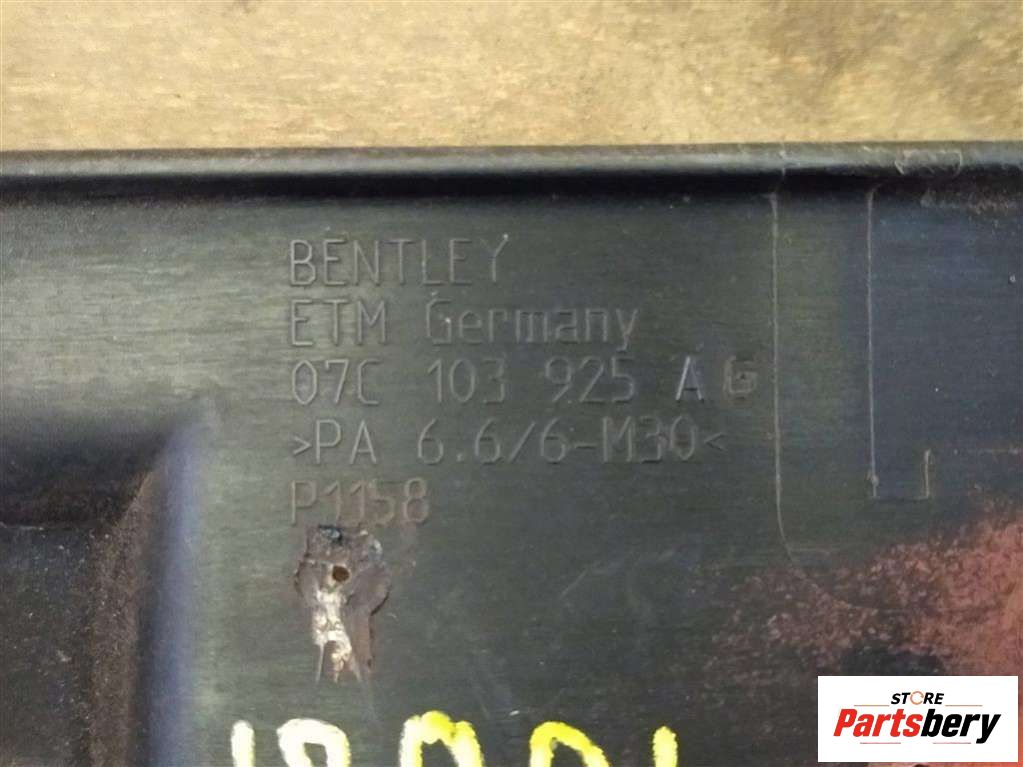 BENTLEY
ETM Germany
07C 103 925 A G
>PA 6.6/6-M30<
P1158
STORE
Partsbery